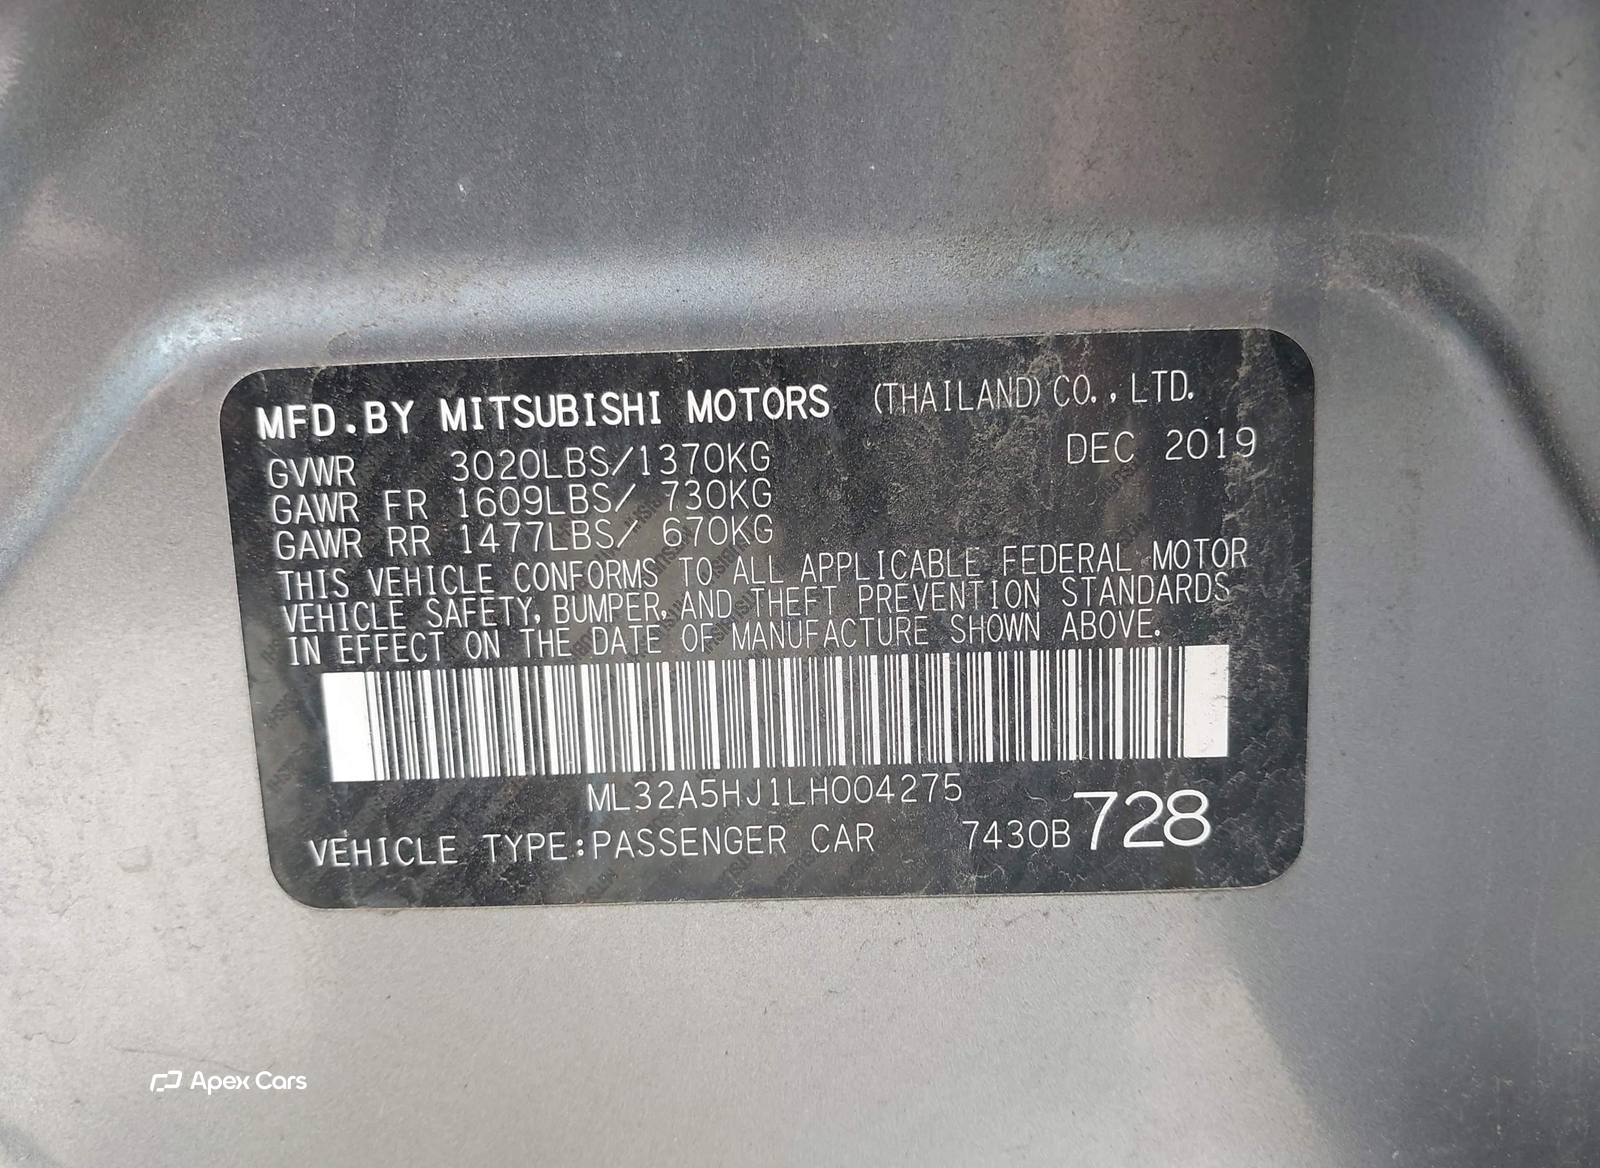 MFD.BY MITSUBISHI MOTORS (THAILAND) CO., LTD.
GVWR 3020LBS/1370KG DEC 2019
GAWR FR 1609LBS/ 730KG
GAWR RR 1477LBS/ 670KG
THIS VEHICLE CONFORMS TO ALL APPLICABLE FEDERAL MOTOR
VEHICLE SAFETY, BUMPER, AND THEFT PREVENTION STANDARDS
IN EFFECT ON THE DATE OF MANUFACTURE SHOWN ABOVE.
ML32A5HJ1LH004275
VEHICLE TYPE:PASSENGER CAR 7430B 728
Apex Cars